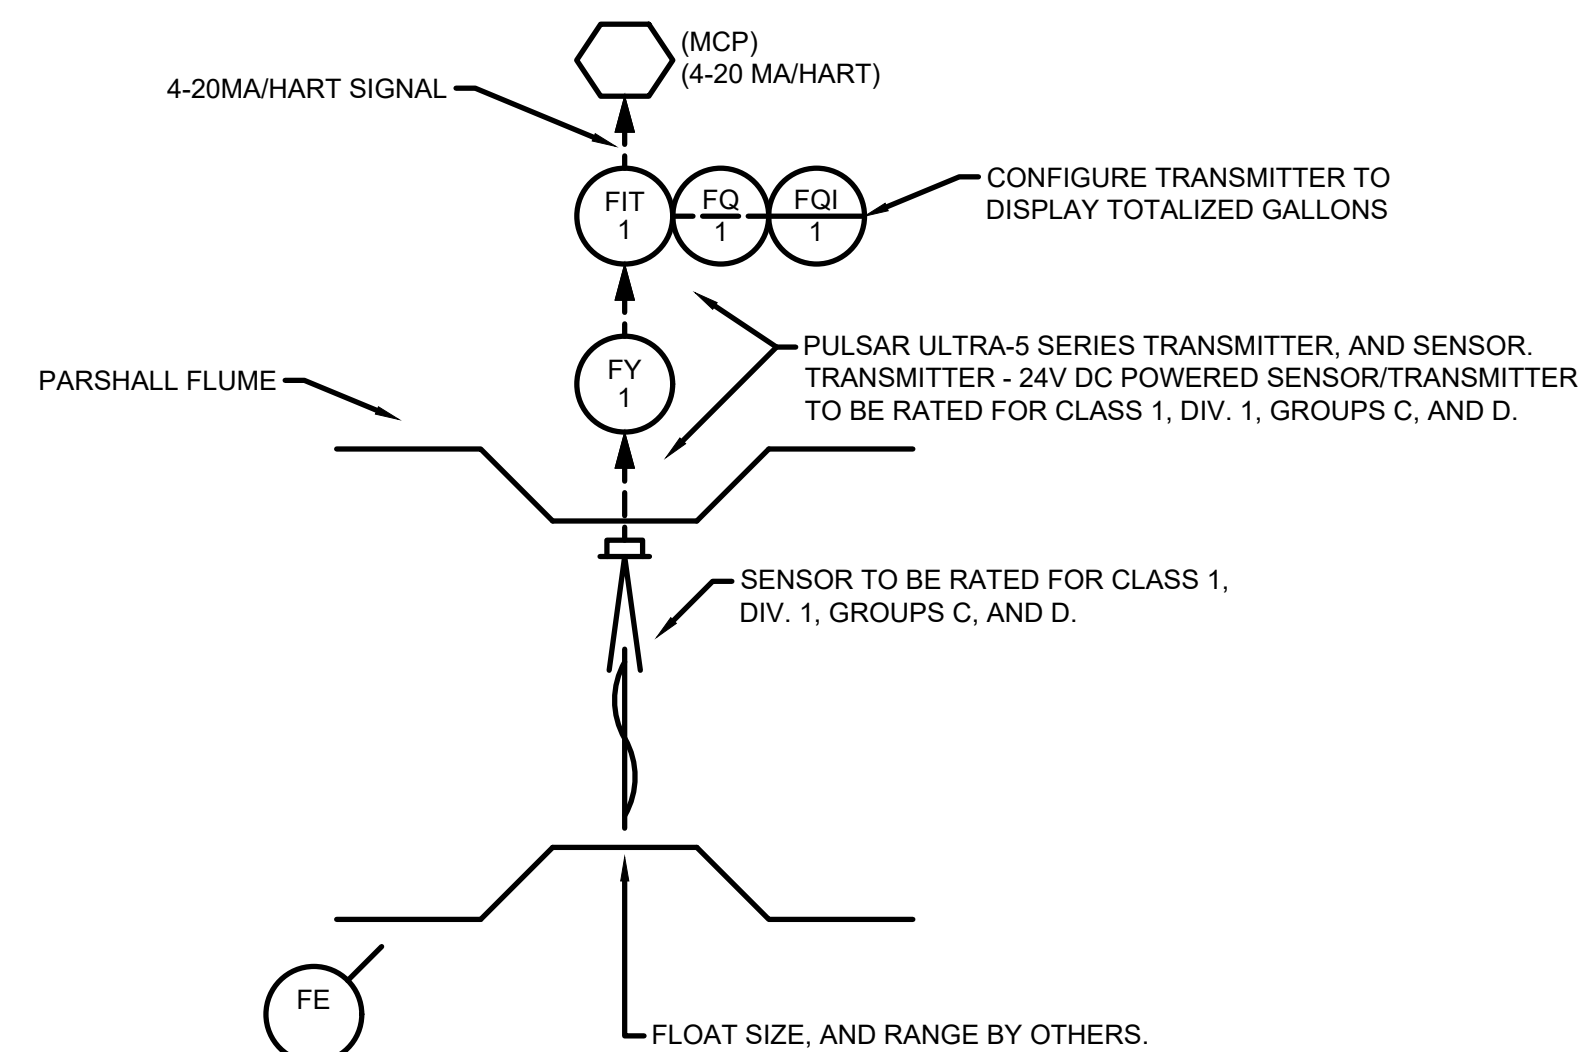 (MCP)
(4-20 MA/HART)
4-20MA/HART SIGNAL
FIT
1
FQ
1
FQI
1
CONFIGURE TRANSMITTER TO
DISPLAY TOTALIZED GALLONS
FY
1
PULSAR ULTRA-5 SERIES TRANSMITTER, AND SENSOR.
TRANSMITTER - 24V DC POWERED SENSOR/TRANSMITTER
TO BE RATED FOR CLASS 1, DIV. 1, GROUPS C, AND D.
PARSHALL FLUME
SENSOR TO BE RATED FOR CLASS 1,
DIV. 1, GROUPS C, AND D.
FE
FLOAT SIZE, AND RANGE BY OTHERS.